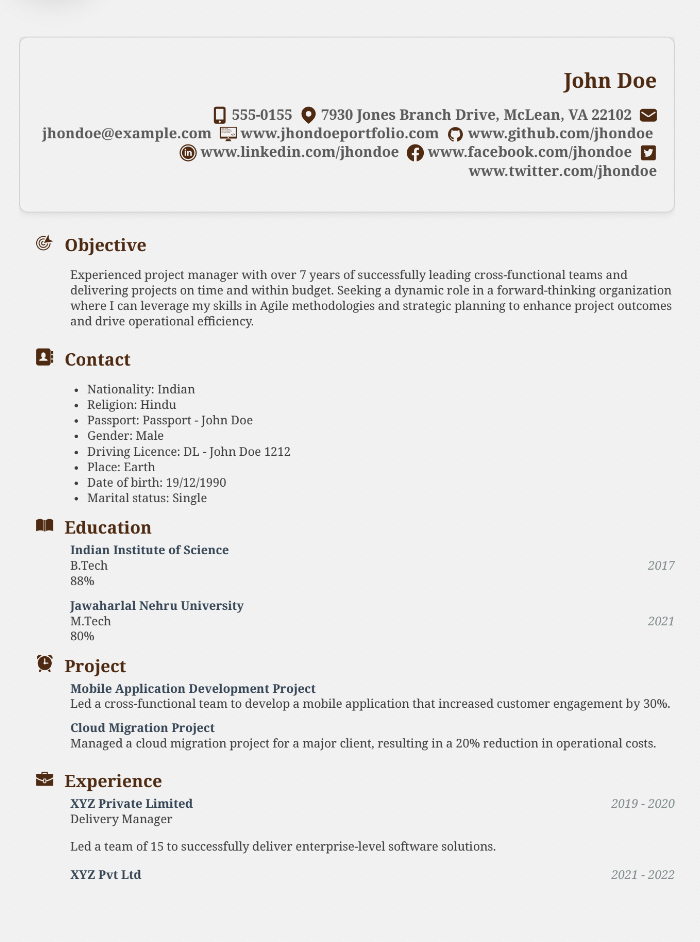 John Doe
555-0155 7930 Jones Branch Drive, McLean, VA 22102
jhondoe@example.com www.jhondoeportfolio.com www.github.com/jhondoe
www.linkedin.com/jhondoe www.facebook.com/jhondoe
www.twitter.com/jhondoe
Objective
Experienced project manager with over 7 years of successfully leading cross-functional teams and
delivering projects on time and within budget. Seeking a dynamic role in a forward-thinking organization
where I can leverage my skills in Agile methodologies and strategic planning to enhance project outcomes
and drive operational efficiency.
Contact
• Nationality: Indian
• Religion: Hindu
• Passport: Passport - John Doe
• Gender: Male
• Driving Licence: DL - John Doe 1212
• Place: Earth
• Date of birth: 19/12/1990
• Marital status: Single
Education
Indian Institute of Science
B.Tech 2017
88%
Jawaharlal Nehru University
M.Tech 2021
80%
Project
Mobile Application Development Project
Led a cross-functional team to develop a mobile application that increased customer engagement by 30%.
Cloud Migration Project
Managed a cloud migration project for a major client, resulting in a 20% reduction in operational costs.
Experience
XYZ Private Limited 2019 - 2020
Delivery Manager
Led a team of 15 to successfully deliver enterprise-level software solutions.
XYZ Pvt Ltd 2021 - 2022